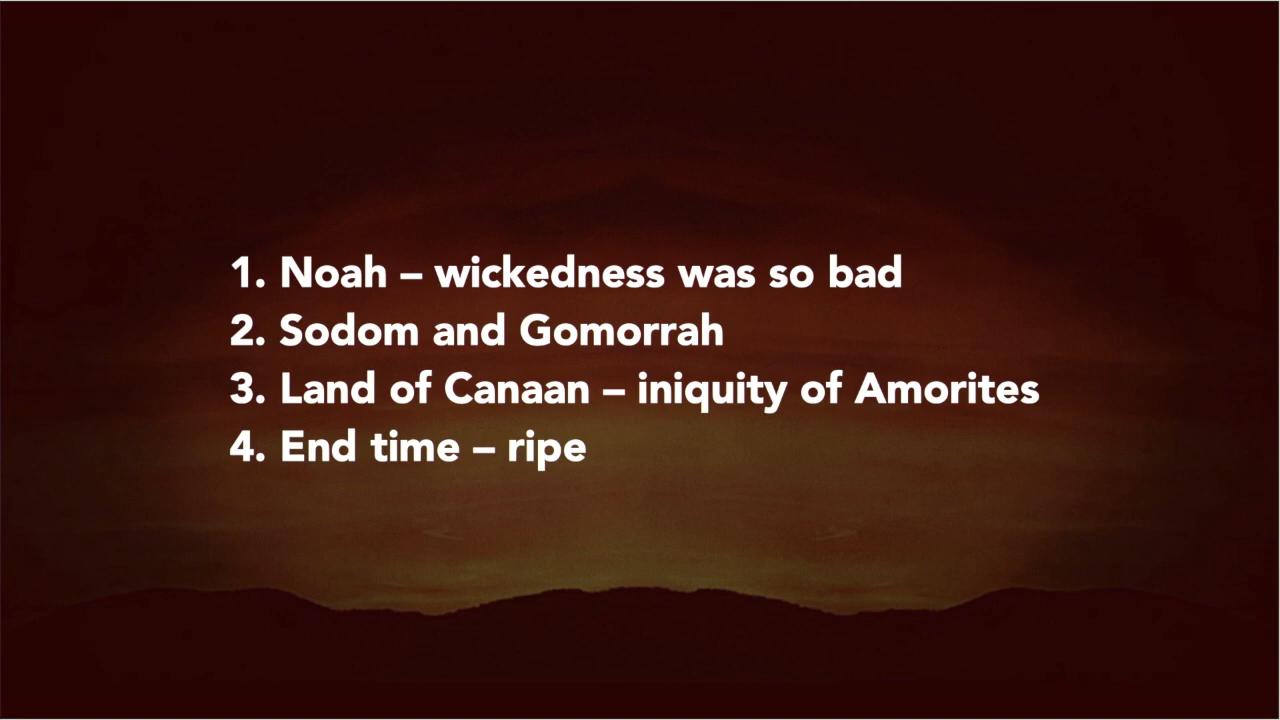 1. Noah – wickedness was so bad
2. Sodom and Gomorrah
3. Land of Canaan – iniquity of Amorites
4. End time – ripe